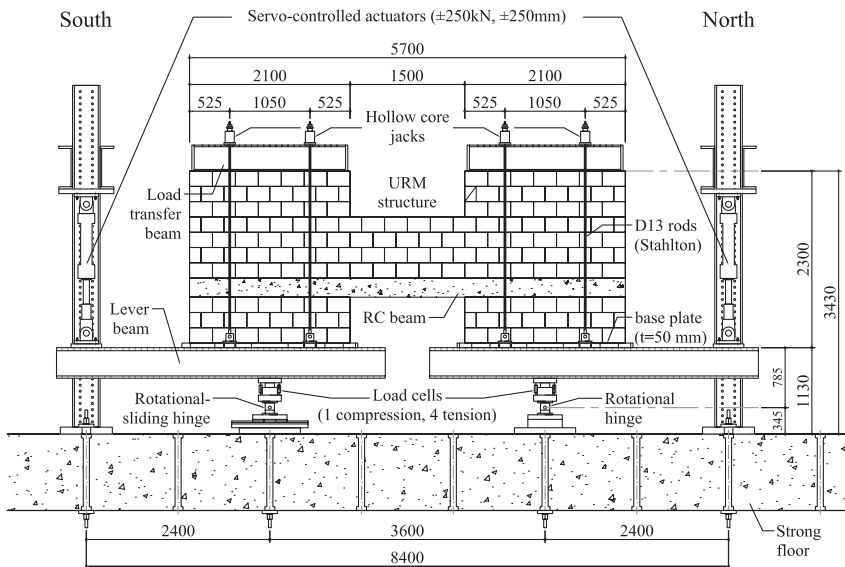 South
Servo-controlled actuators (±250kN, ±250mm)
North
5700
2100
1500
2100
525
1050
525
525
1050
525
Hollow core
jacks
Load
transfer
beam
URM
structure
D13 rods
(Stahlton)
2300
3430
Lever
beam
RC beam
base plate
(t=50 mm)
785
1130
345
Rotational-
sliding hinge
Load cells
(1 compression, 4 tension)
Rotational
hinge
2400
3600
2400
8400
Strong
floor